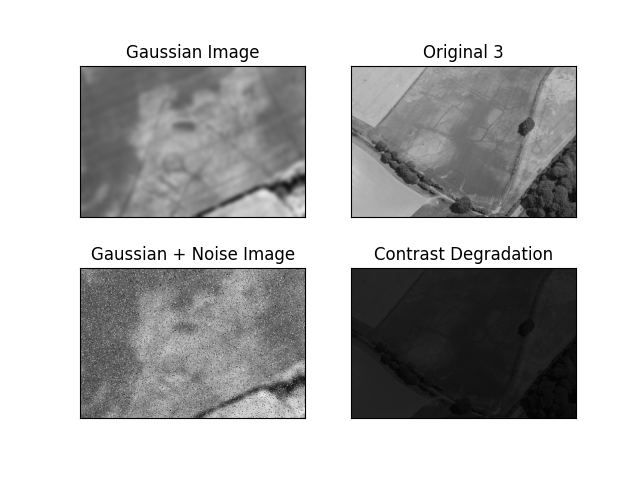 Gaussian Image
Original 3
Gaussian + Noise Image
Contrast Degradation